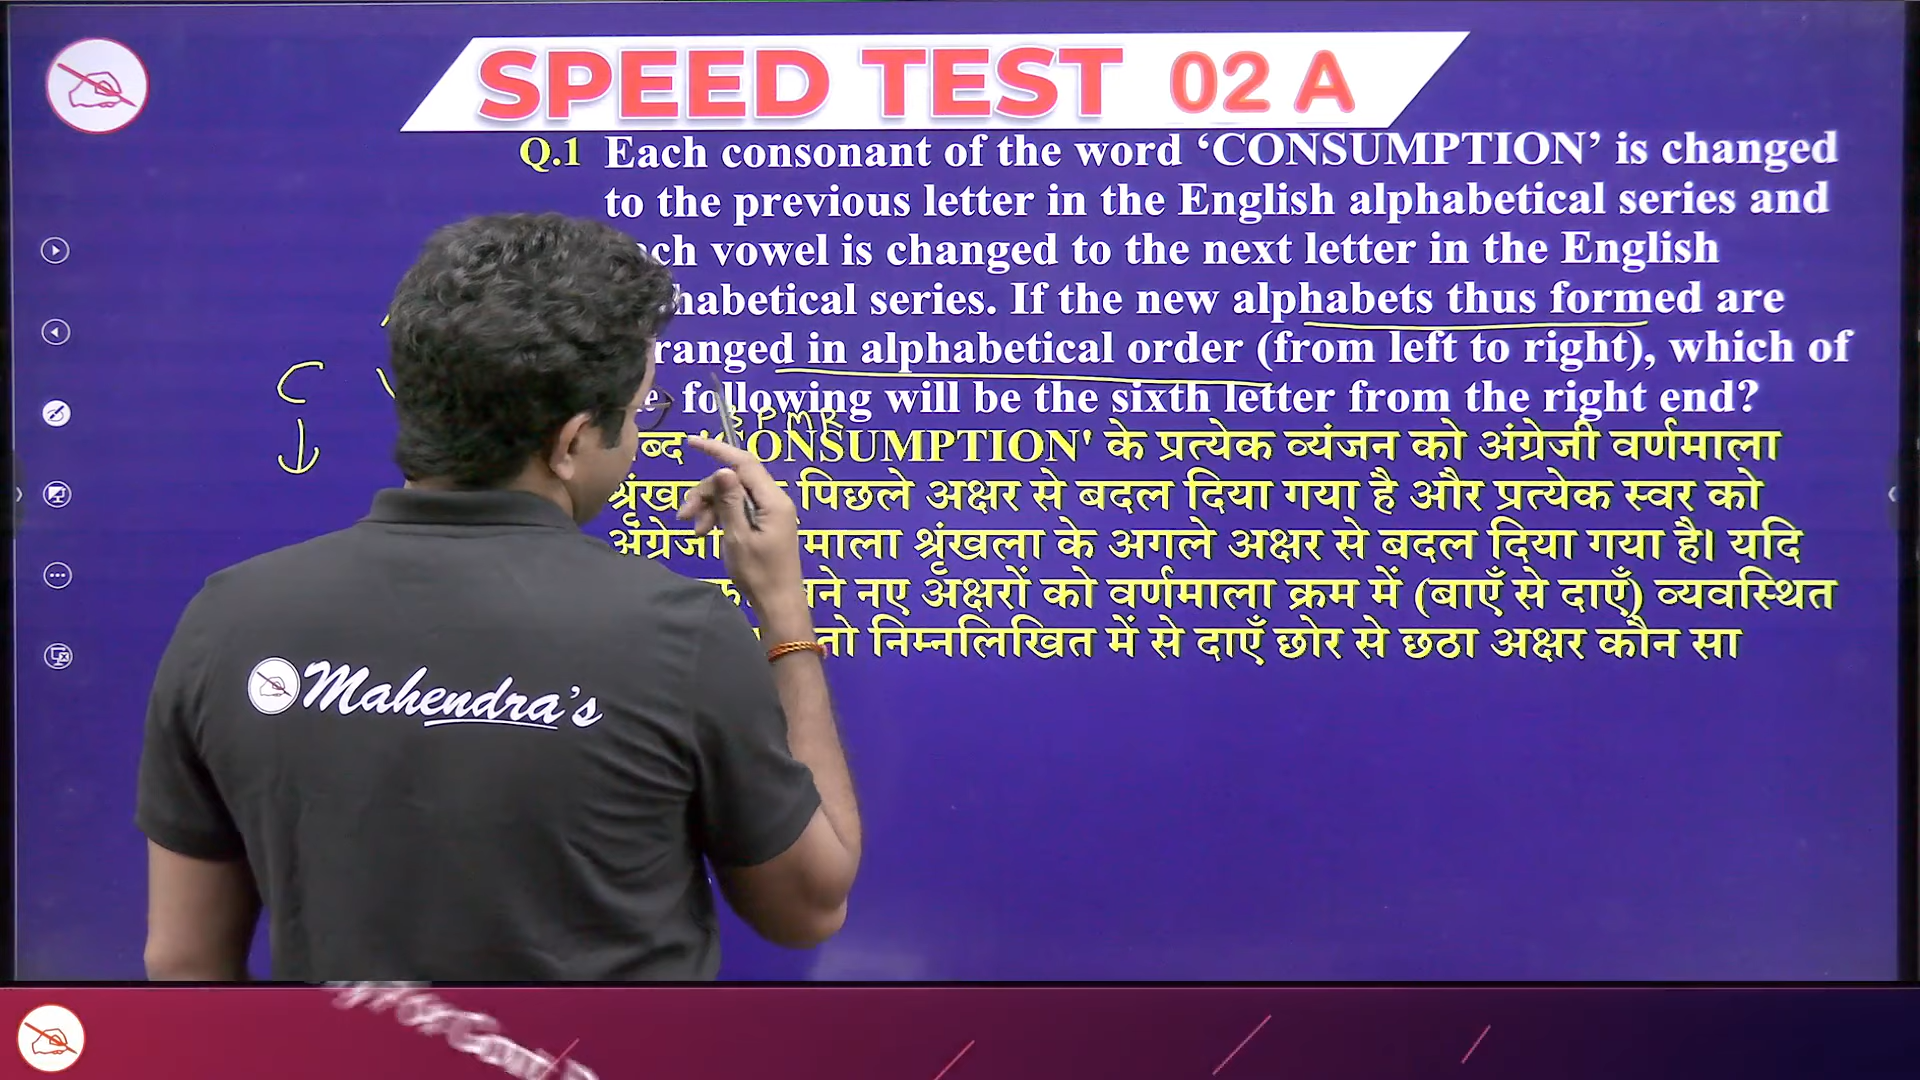 SPEED TEST 02 A
Q.1 Each consonant of the word ‘CONSUMPTION’ is changed
to the previous letter in the English alphabetical series and
vowel is changed to the next letter in the English
series. If the new alphabets thus formed are
in alphabetical order (from left to right), which of
following will be the sixth letter from the right end?
B P M R
'CONSUMPTION' के प्रत्येक व्यंजन को अंग्रेजी वर्णमाला
C
पिछले अक्षर से बदल दिया गया है और प्रत्येक स्वर को
श्रृंखला के अगले अक्षर से बदल दिया गया है। यदि
नए अक्षरों को वर्णमाला क्रम में (बाएँ से दाएँ) व्यवस्थित
तो निम्नलिखित में से दाएँ छोर से छठा अक्षर कौन सा
Mahendra's